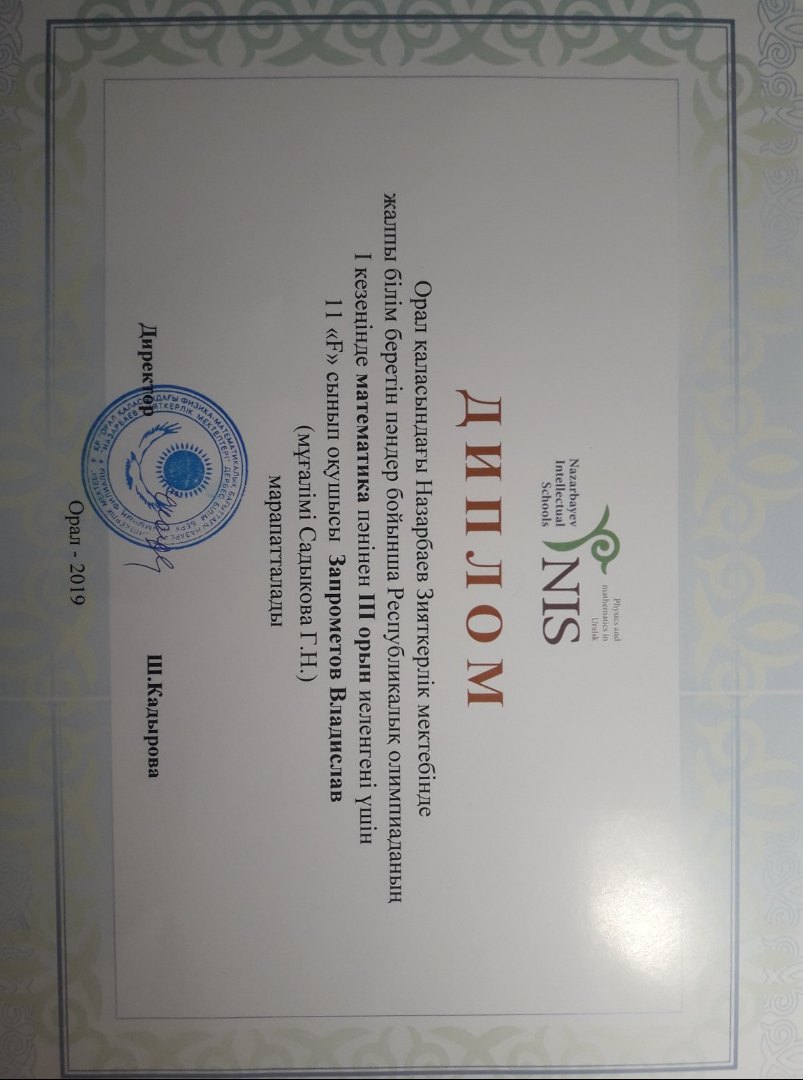 Nazarbayev
Intellectual
Schools
NIS
Physics and
mathematics in
Uralsk
ДИПЛОМ
Орал қаласындағы Назарбаев Зияткерлік мектебінде
жалпы білім беретін пәндер бойынша Республикалық олимпиаданың
І кезеңінде математика пәнінен ІІІ орын иеленгені үшін
11 «F» сынып оқушысы Запрометов Владислав
(мұғалімі Садыкова Г.Н.)
марапатталады
Директор
Ш.Кадырова
Орал - 2019